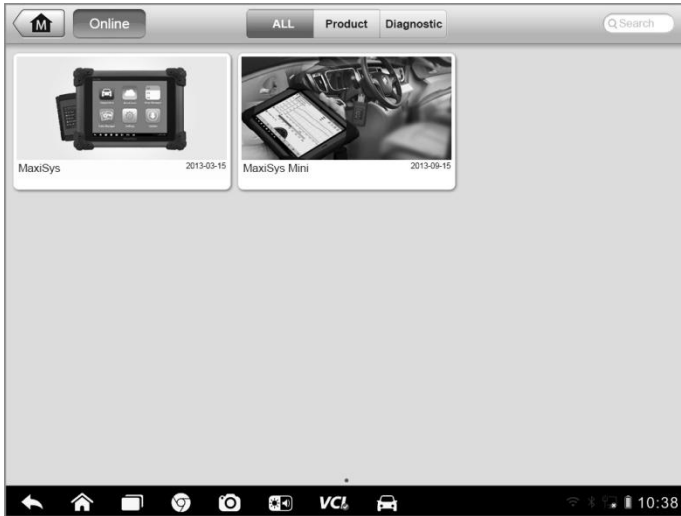 M
Online
ALL Product Diagnostic
Search
MaxiSys 2013-03-15
MaxiSys Mini 2013-09-15
VCI
10:38